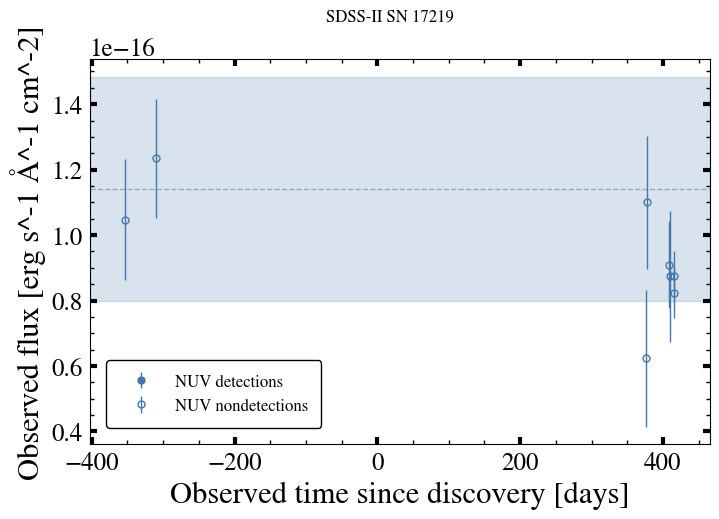 SDSS-II SN 17219
1e−16
Observed flux [erg s^-1 Å^-1 cm^-2]
1.4
1.2
1.0
0.8
0.6
0.4
NUV detections
NUV nondetections
−400
−200
0
200
400
Observed time since discovery [days]